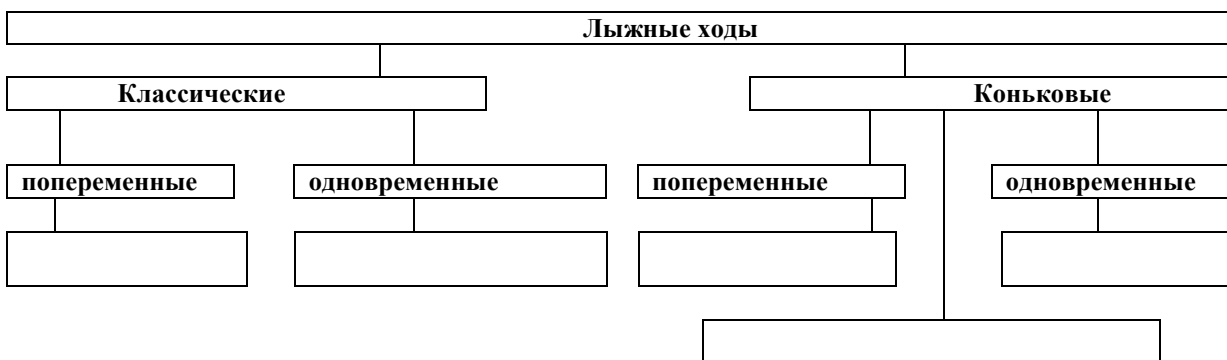 Лыжные ходы
Классические Коньковые
попеременные одновременные попеременные одновременные